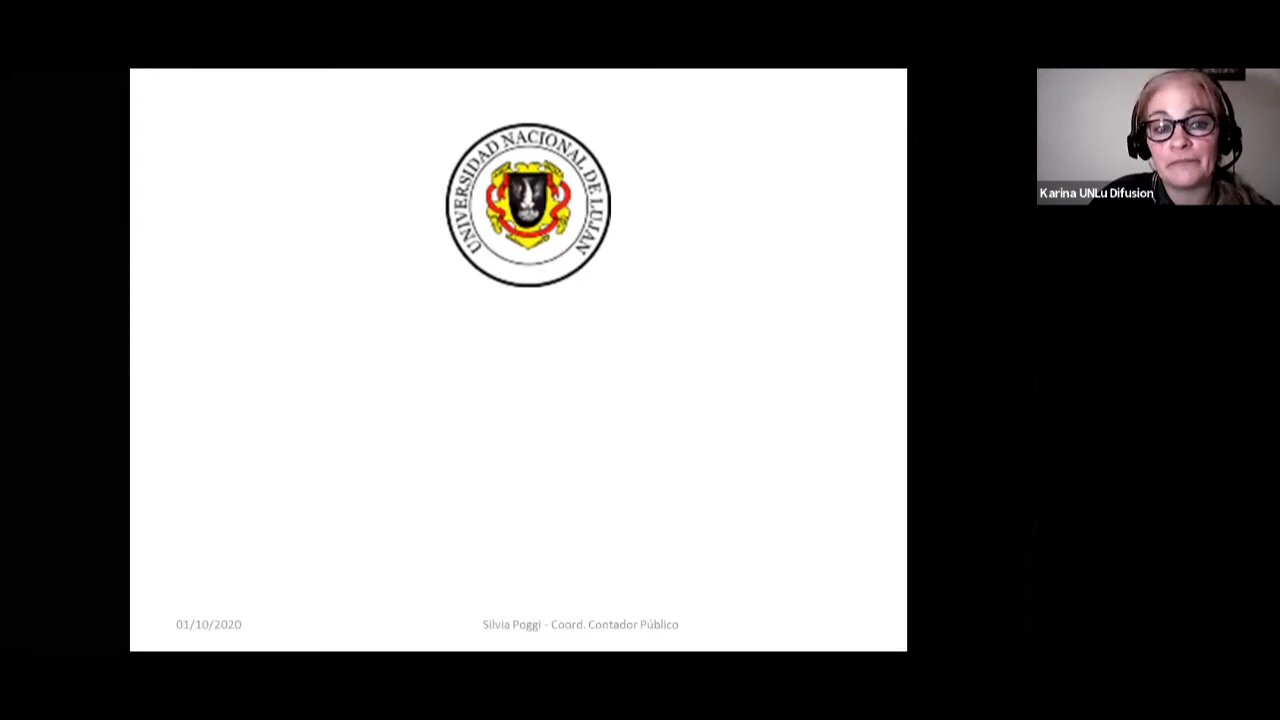 UNIVERSIDAD NACIONAL DE LUJAN
Karina UNLu Difusion
01/10/2020
Silvia Poggi - Coord. Contador Público